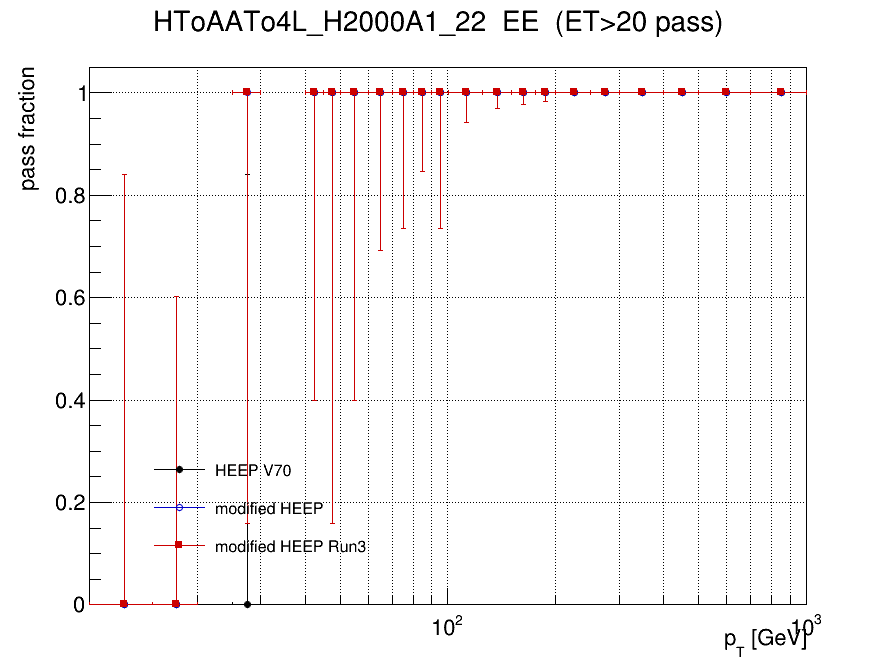 HToAATo4L_H2000A1_22 EE (ET>20 pass)
pass fraction
1
0.8
0.6
0.4
0.2
0
HEEP V70
modified HEEP
modified HEEP Run3
10²
10³
p_T [GeV]